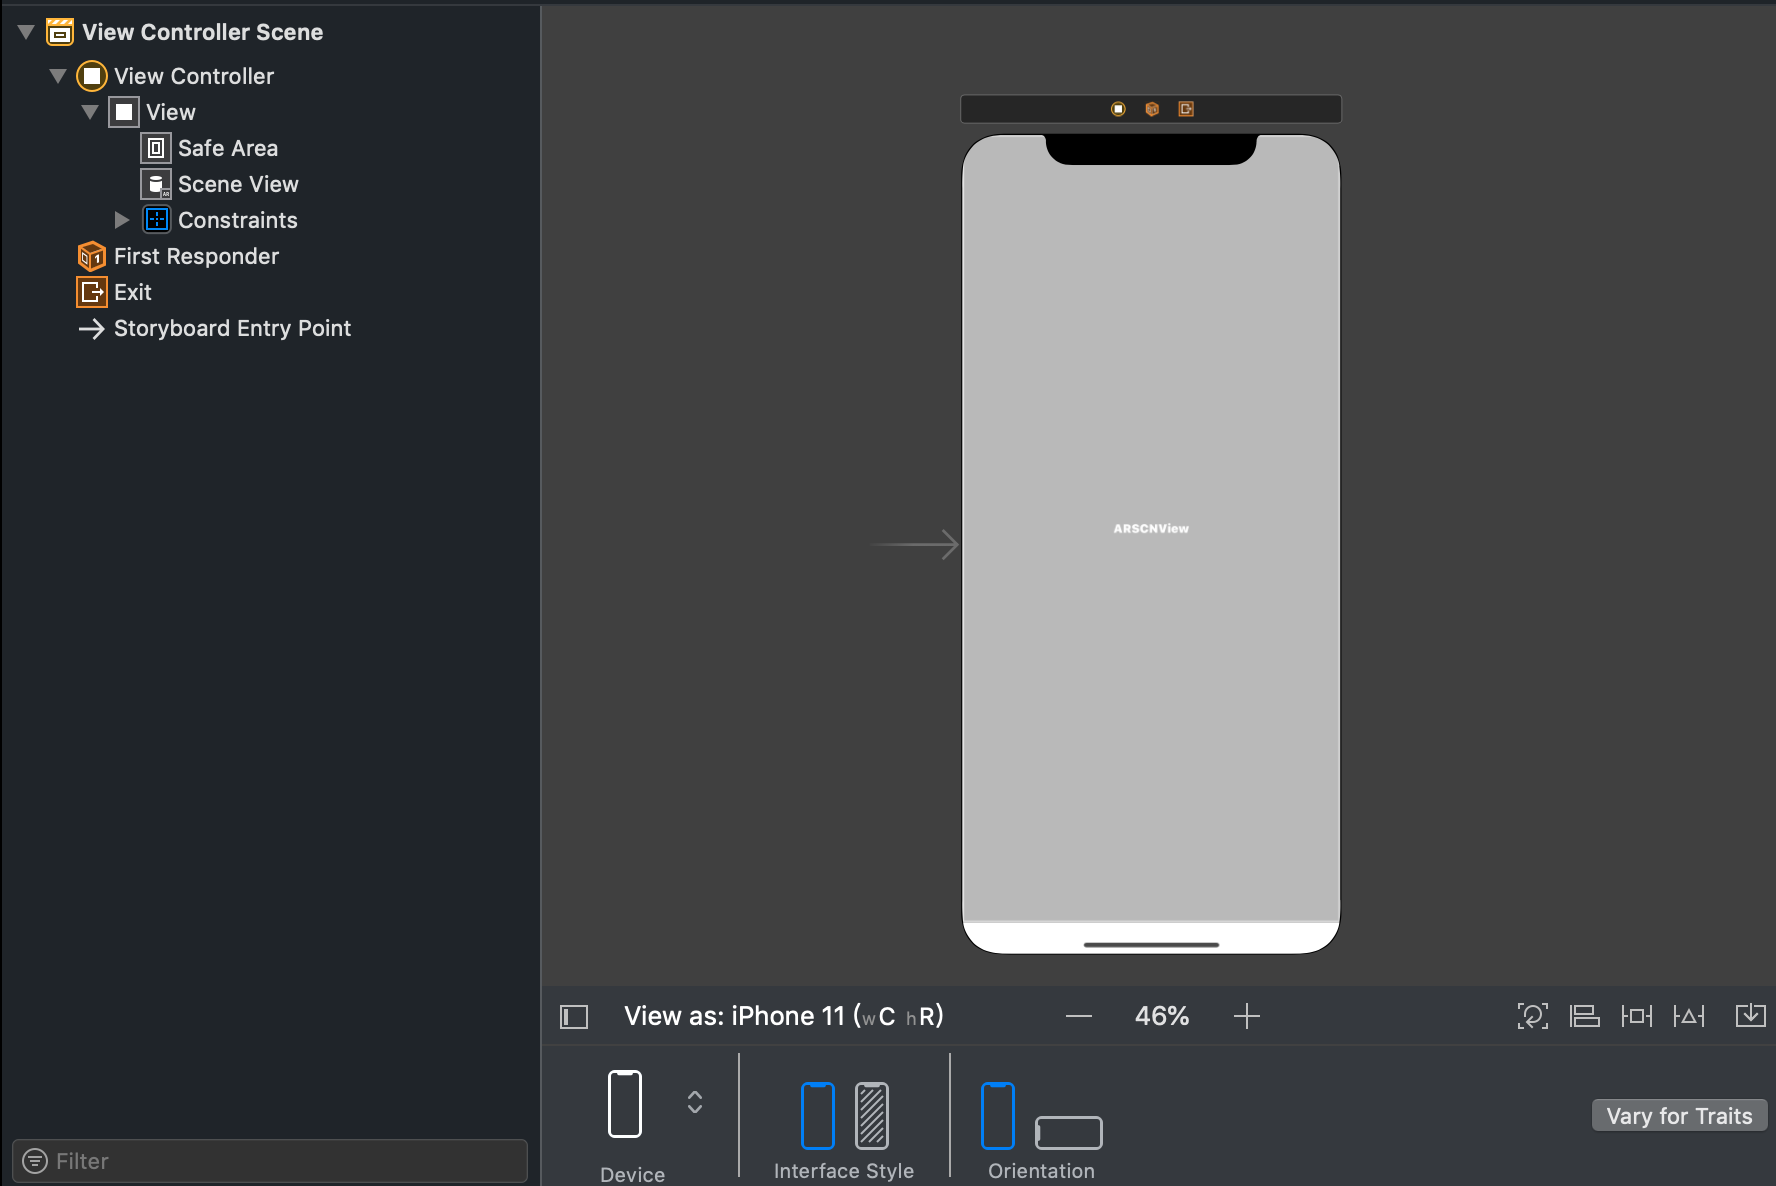 View Controller Scene
View Controller
View
Safe Area
Scene View
Constraints
First Responder
Exit
Storyboard Entry Point
Filter
ARSCNView
View as: iPhone 11 (wC hR)
46%
Device
Interface Style
Orientation
Vary for Traits